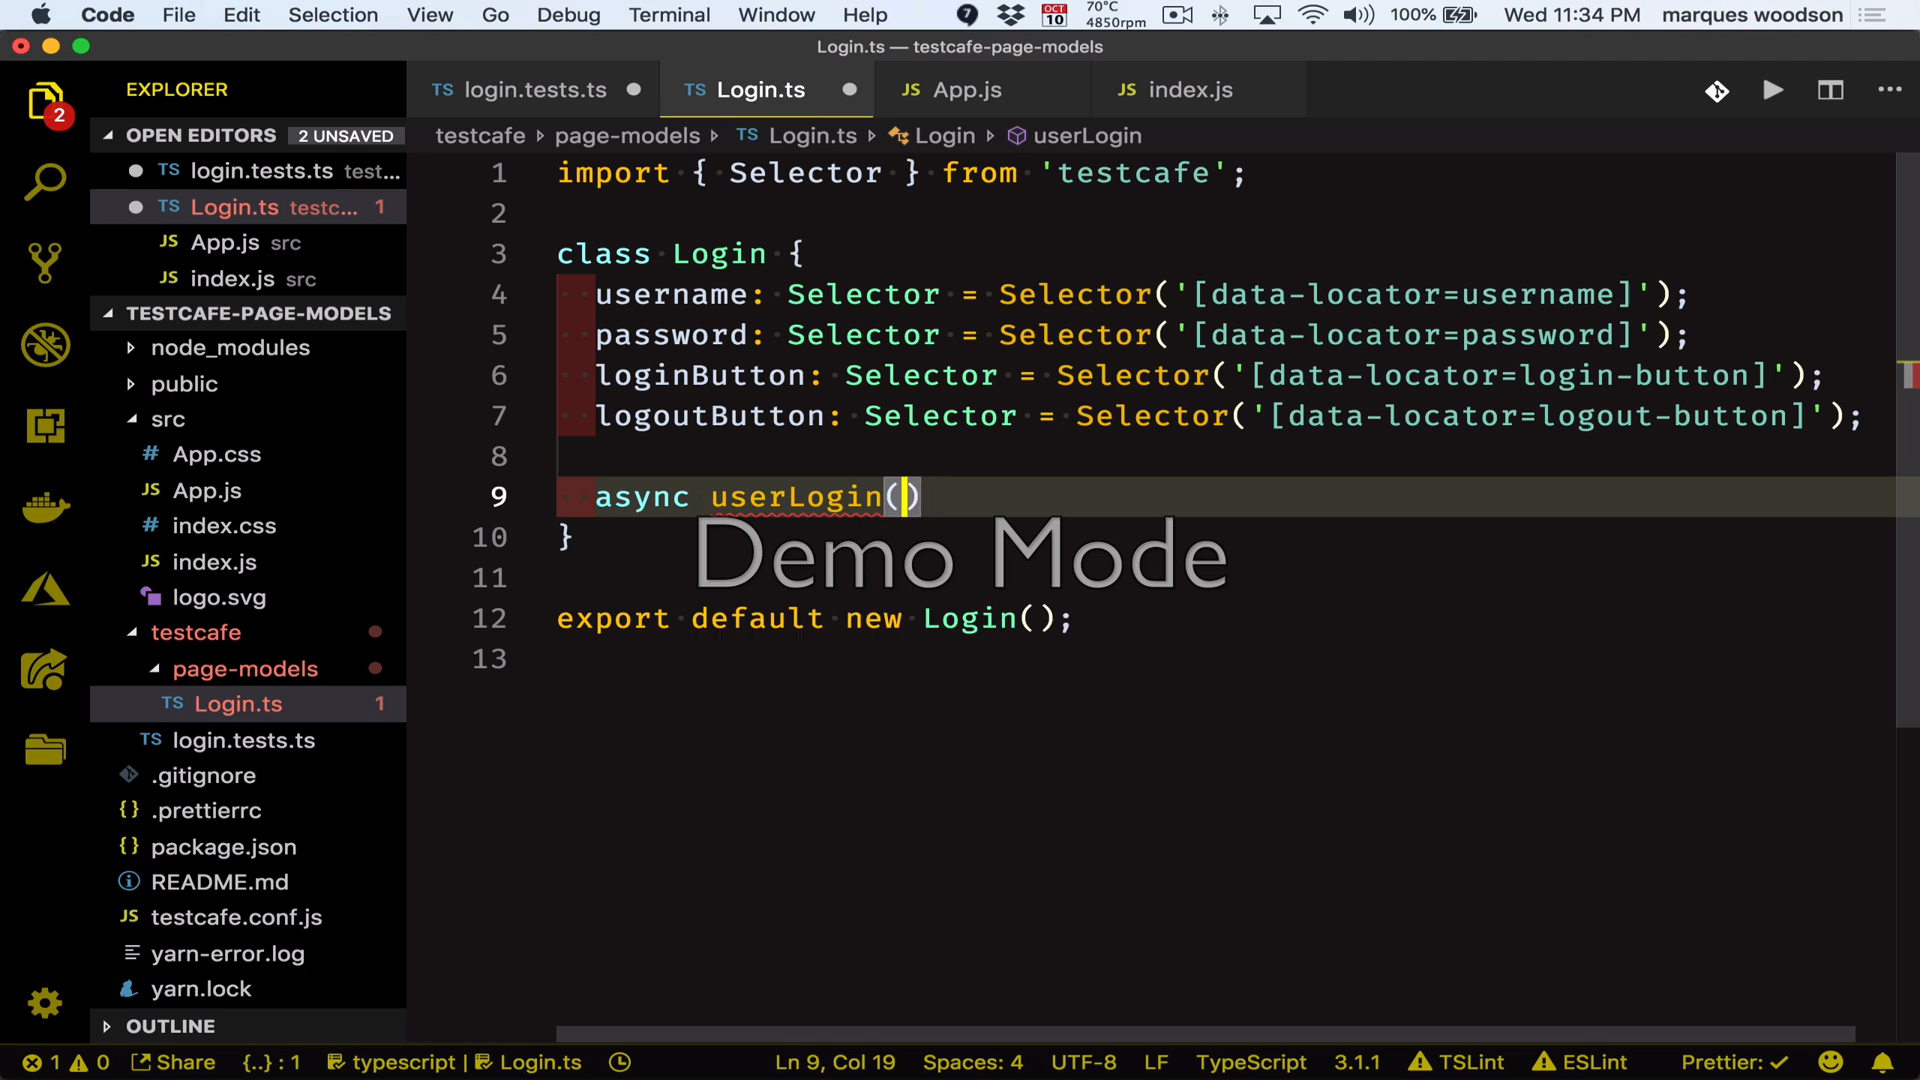 Code File Edit Selection View Go Debug Terminal Window Help 7 OCT 10 70°C 4850rpm 100% Wed 11:34 PM marques woodson
Login.ts — testcafe-page-models
EXPLORER
TS login.tests.ts TS Login.ts JS App.js JS index.js
2
OPEN EDITORS 2 UNSAVED
testcafe page-models TS Login.ts Login userLogin
TS login.tests.ts test...
TS Login.ts testc... 1
JS App.js src
JS index.js src
TESTCAFE-PAGE-MODELS
node_modules
public
src
# App.css
JS App.js
# index.css
JS index.js
logo.svg
testcafe
page-models
TS Login.ts 1
TS login.tests.ts
.gitignore
{} .prettierrc
{} package.json
README.md
JS testcafe.conf.js
yarn-error.log
yarn.lock
OUTLINE
1 import { Selector } from 'testcafe';
2
3 class Login {
4 username: Selector = Selector('[data-locator=username]');
5 password: Selector = Selector('[data-locator=password]');
6 loginButton: Selector = Selector('[data-locator=login-button]');
7 logoutButton: Selector = Selector('[data-locator=logout-button]');
8
9 async userLogin()
10 }
11
12 export default new Login();
13
Demo Mode
1 0 Share {..} : 1 typescript | Login.ts Ln 9, Col 19 Spaces: 4 UTF-8 LF TypeScript 3.1.1 TSLint ESLint Prettier: ✓